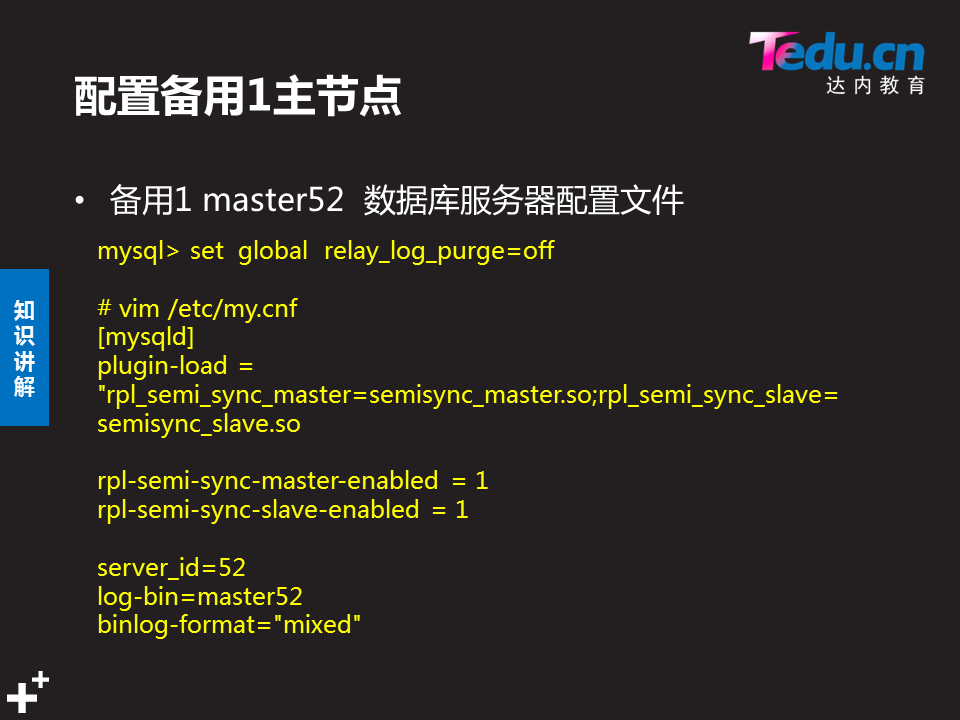 Tedu.cn
达内教育
配置备用1主节点
• 备用1 master52 数据库服务器配置文件
mysql> set global relay_log_purge=off
# vim /etc/my.cnf
[mysqld]
plugin-load =
"rpl_semi_sync_master=semisync_master.so;rpl_semi_sync_slave=
semisync_slave.so
rpl-semi-sync-master-enabled = 1
rpl-semi-sync-slave-enabled = 1
server_id=52
log-bin=master52
binlog-format="mixed"
知
识
讲
解